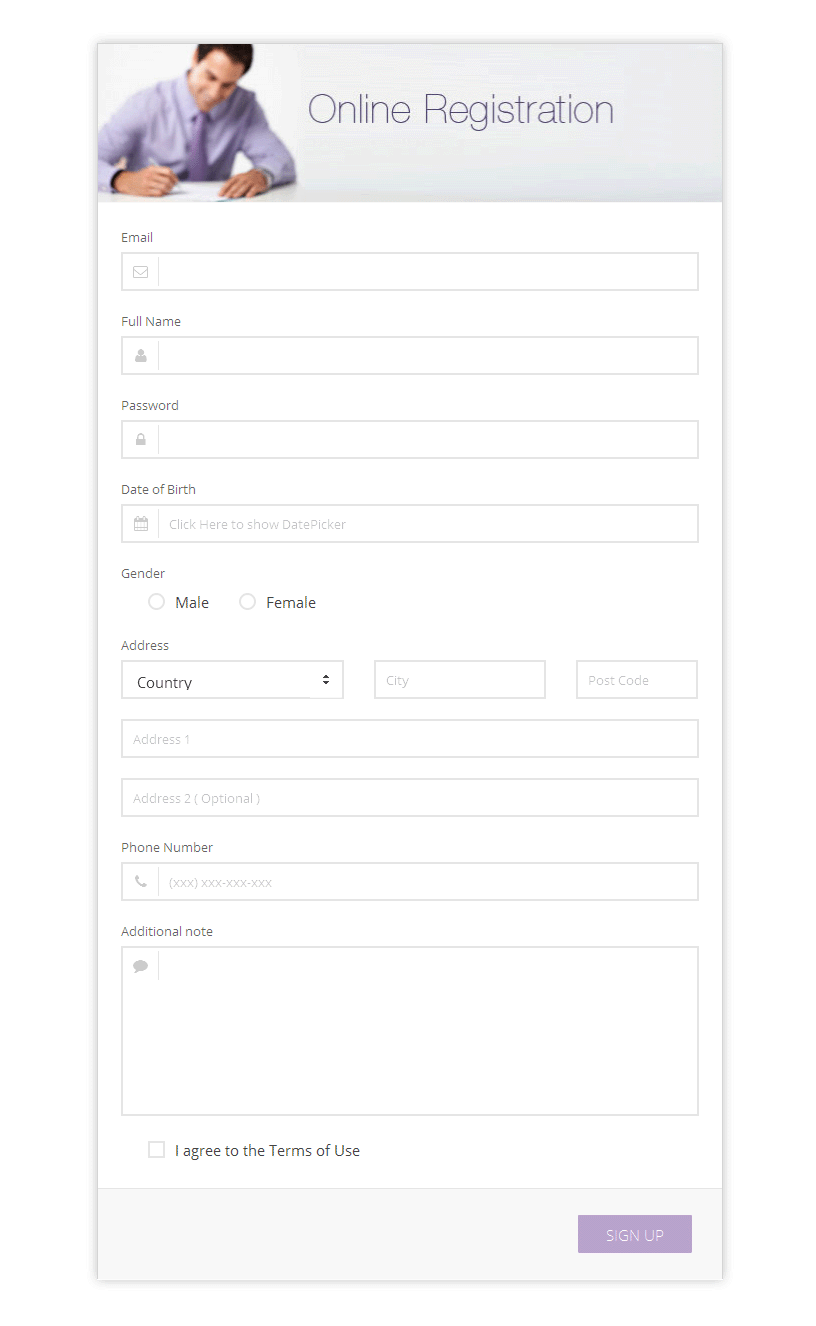 Online Registration
Email
Full Name
Password
Date of Birth
Click Here to show DatePicker
Gender
Male Female
Address
Country City Post Code
Address 1
Address 2 ( Optional )
Phone Number
(xxx) xxx-xxx-xxx
Additional note
I agree to the Terms of Use
SIGN UP